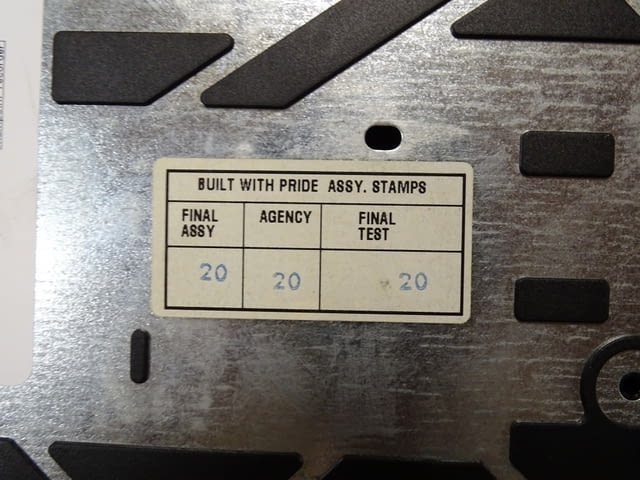 BUILT WITH PRIDE ASSY. STAMPS
FINAL ASSY
AGENCY
FINAL TEST
20
20
20